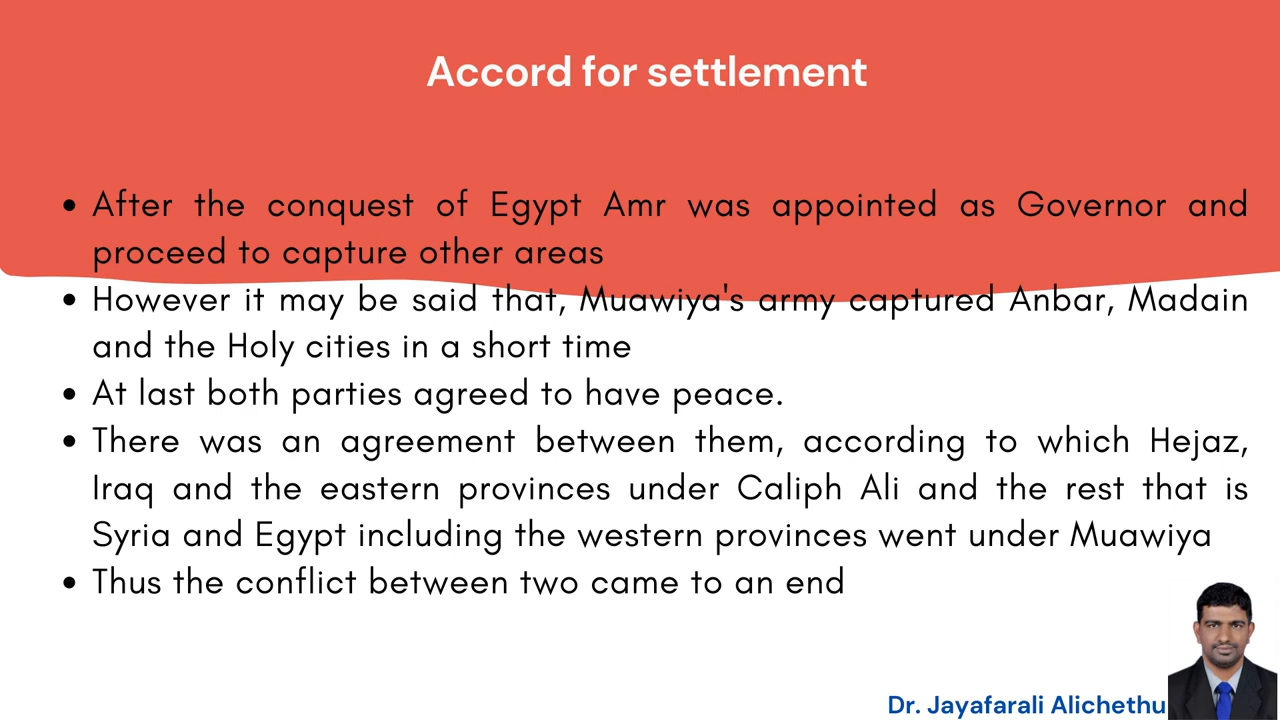 Accord for settlement
• After the conquest of Egypt Amr was appointed as Governor and
proceed to capture other areas
• However it may be said that, Muawiya's army captured Anbar, Madain
and the Holy cities in a short time
• At last both parties agreed to have peace.
• There was an agreement between them, according to which Hejaz,
Iraq and the eastern provinces under Caliph Ali and the rest that is
Syria and Egypt including the western provinces went under Muawiya
• Thus the conflict between two came to an end
Dr. Jayafarali Alichethu